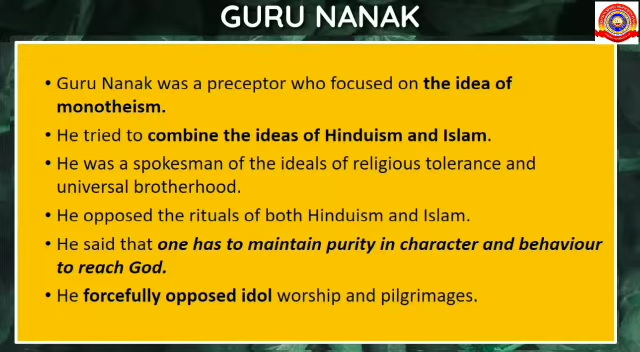 GURU NANAK
• Guru Nanak was a preceptor who focused on the idea of
monotheism.
• He tried to combine the ideas of Hinduism and Islam.
• He was a spokesman of the ideals of religious tolerance and
universal brotherhood.
• He opposed the rituals of both Hinduism and Islam.
• He said that one has to maintain purity in character and behaviour
to reach God.
• He forcefully opposed idol worship and pilgrimages.